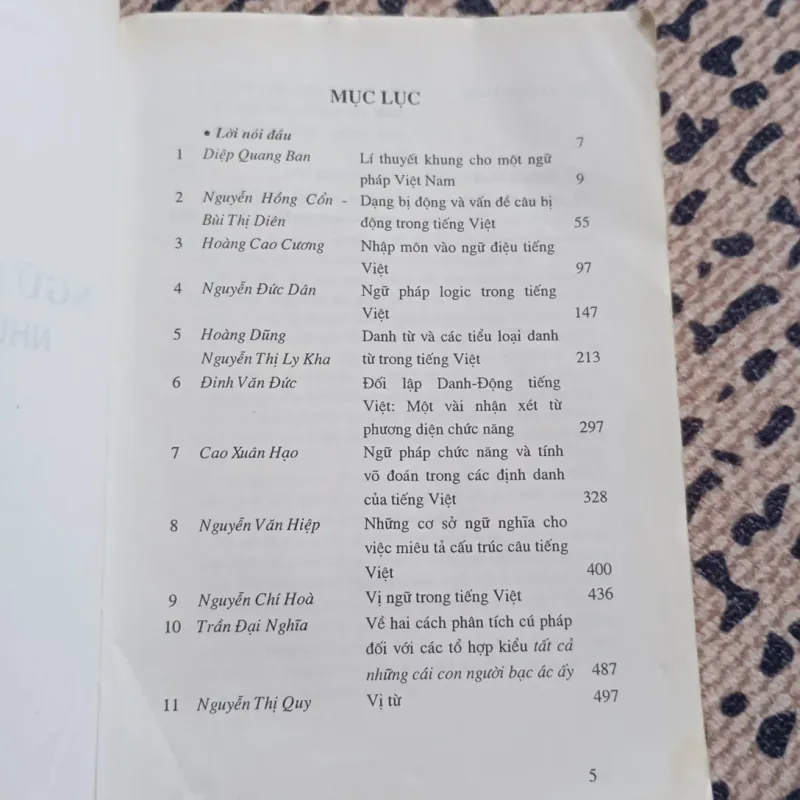 MỤC LỤC
• Lời nói đầu 7
1 Diệp Quang Ban Lí thuyết khung cho một ngữ
pháp Việt Nam 9
2 Nguyễn Hồng Cổn - Dạng bị động và vấn đề câu bị
Bùi Thị Diên động trong tiếng Việt 55
3 Hoàng Cao Cương Nhập môn vào ngữ điệu tiếng
Việt 97
4 Nguyễn Đức Dân Ngữ pháp logic trong tiếng
Việt 147
5 Hoàng Dũng Danh từ và các tiểu loại danh
Nguyễn Thị Ly Kha từ trong tiếng Việt 213
6 Đinh Văn Đức Đối lập Danh-Động tiếng
Việt: Một vài nhận xét từ
phương diện chức năng 297
7 Cao Xuân Hạo Ngữ pháp chức năng và tính
võ đoán trong các định danh
của tiếng Việt 328
8 Nguyễn Văn Hiệp Những cơ sở ngữ nghĩa cho
việc miêu tả cấu trúc câu tiếng
Việt 400
9 Nguyễn Chí Hoà Vị ngữ trong tiếng Việt 436
10 Trần Đại Nghĩa Về hai cách phân tích cú pháp
đối với các tổ hợp kiểu tất cả
những cái con người bạc ác ấy 487
11 Nguyễn Thị Quy Vị từ 497
5